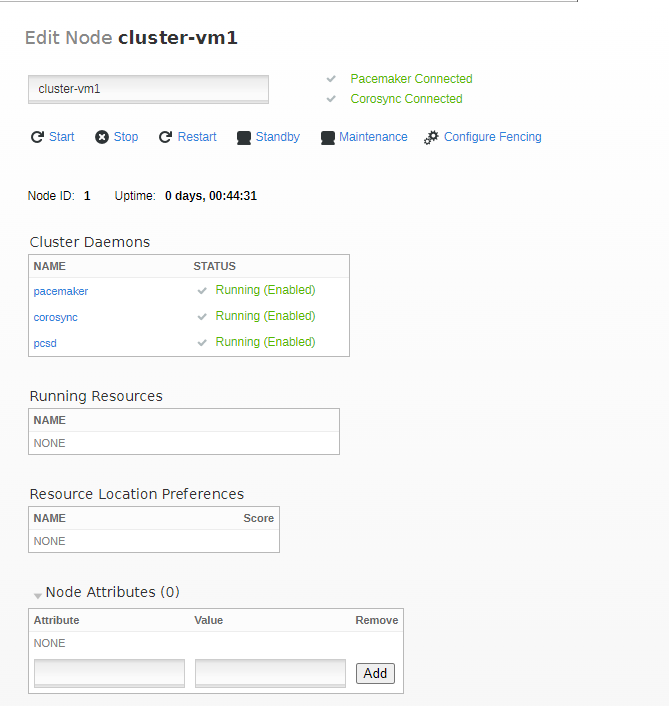 Edit Node cluster-vm1
cluster-vm1
Pacemaker Connected
Corosync Connected
Start Stop Restart Standby Maintenance Configure Fencing
Node ID: 1 Uptime: 0 days, 00:44:31
Cluster Daemons
NAME STATUS
pacemaker Running (Enabled)
corosync Running (Enabled)
pcsd Running (Enabled)
Running Resources
NAME
NONE
Resource Location Preferences
NAME Score
NONE
Node Attributes (0)
Attribute Value Remove
NONE
Add